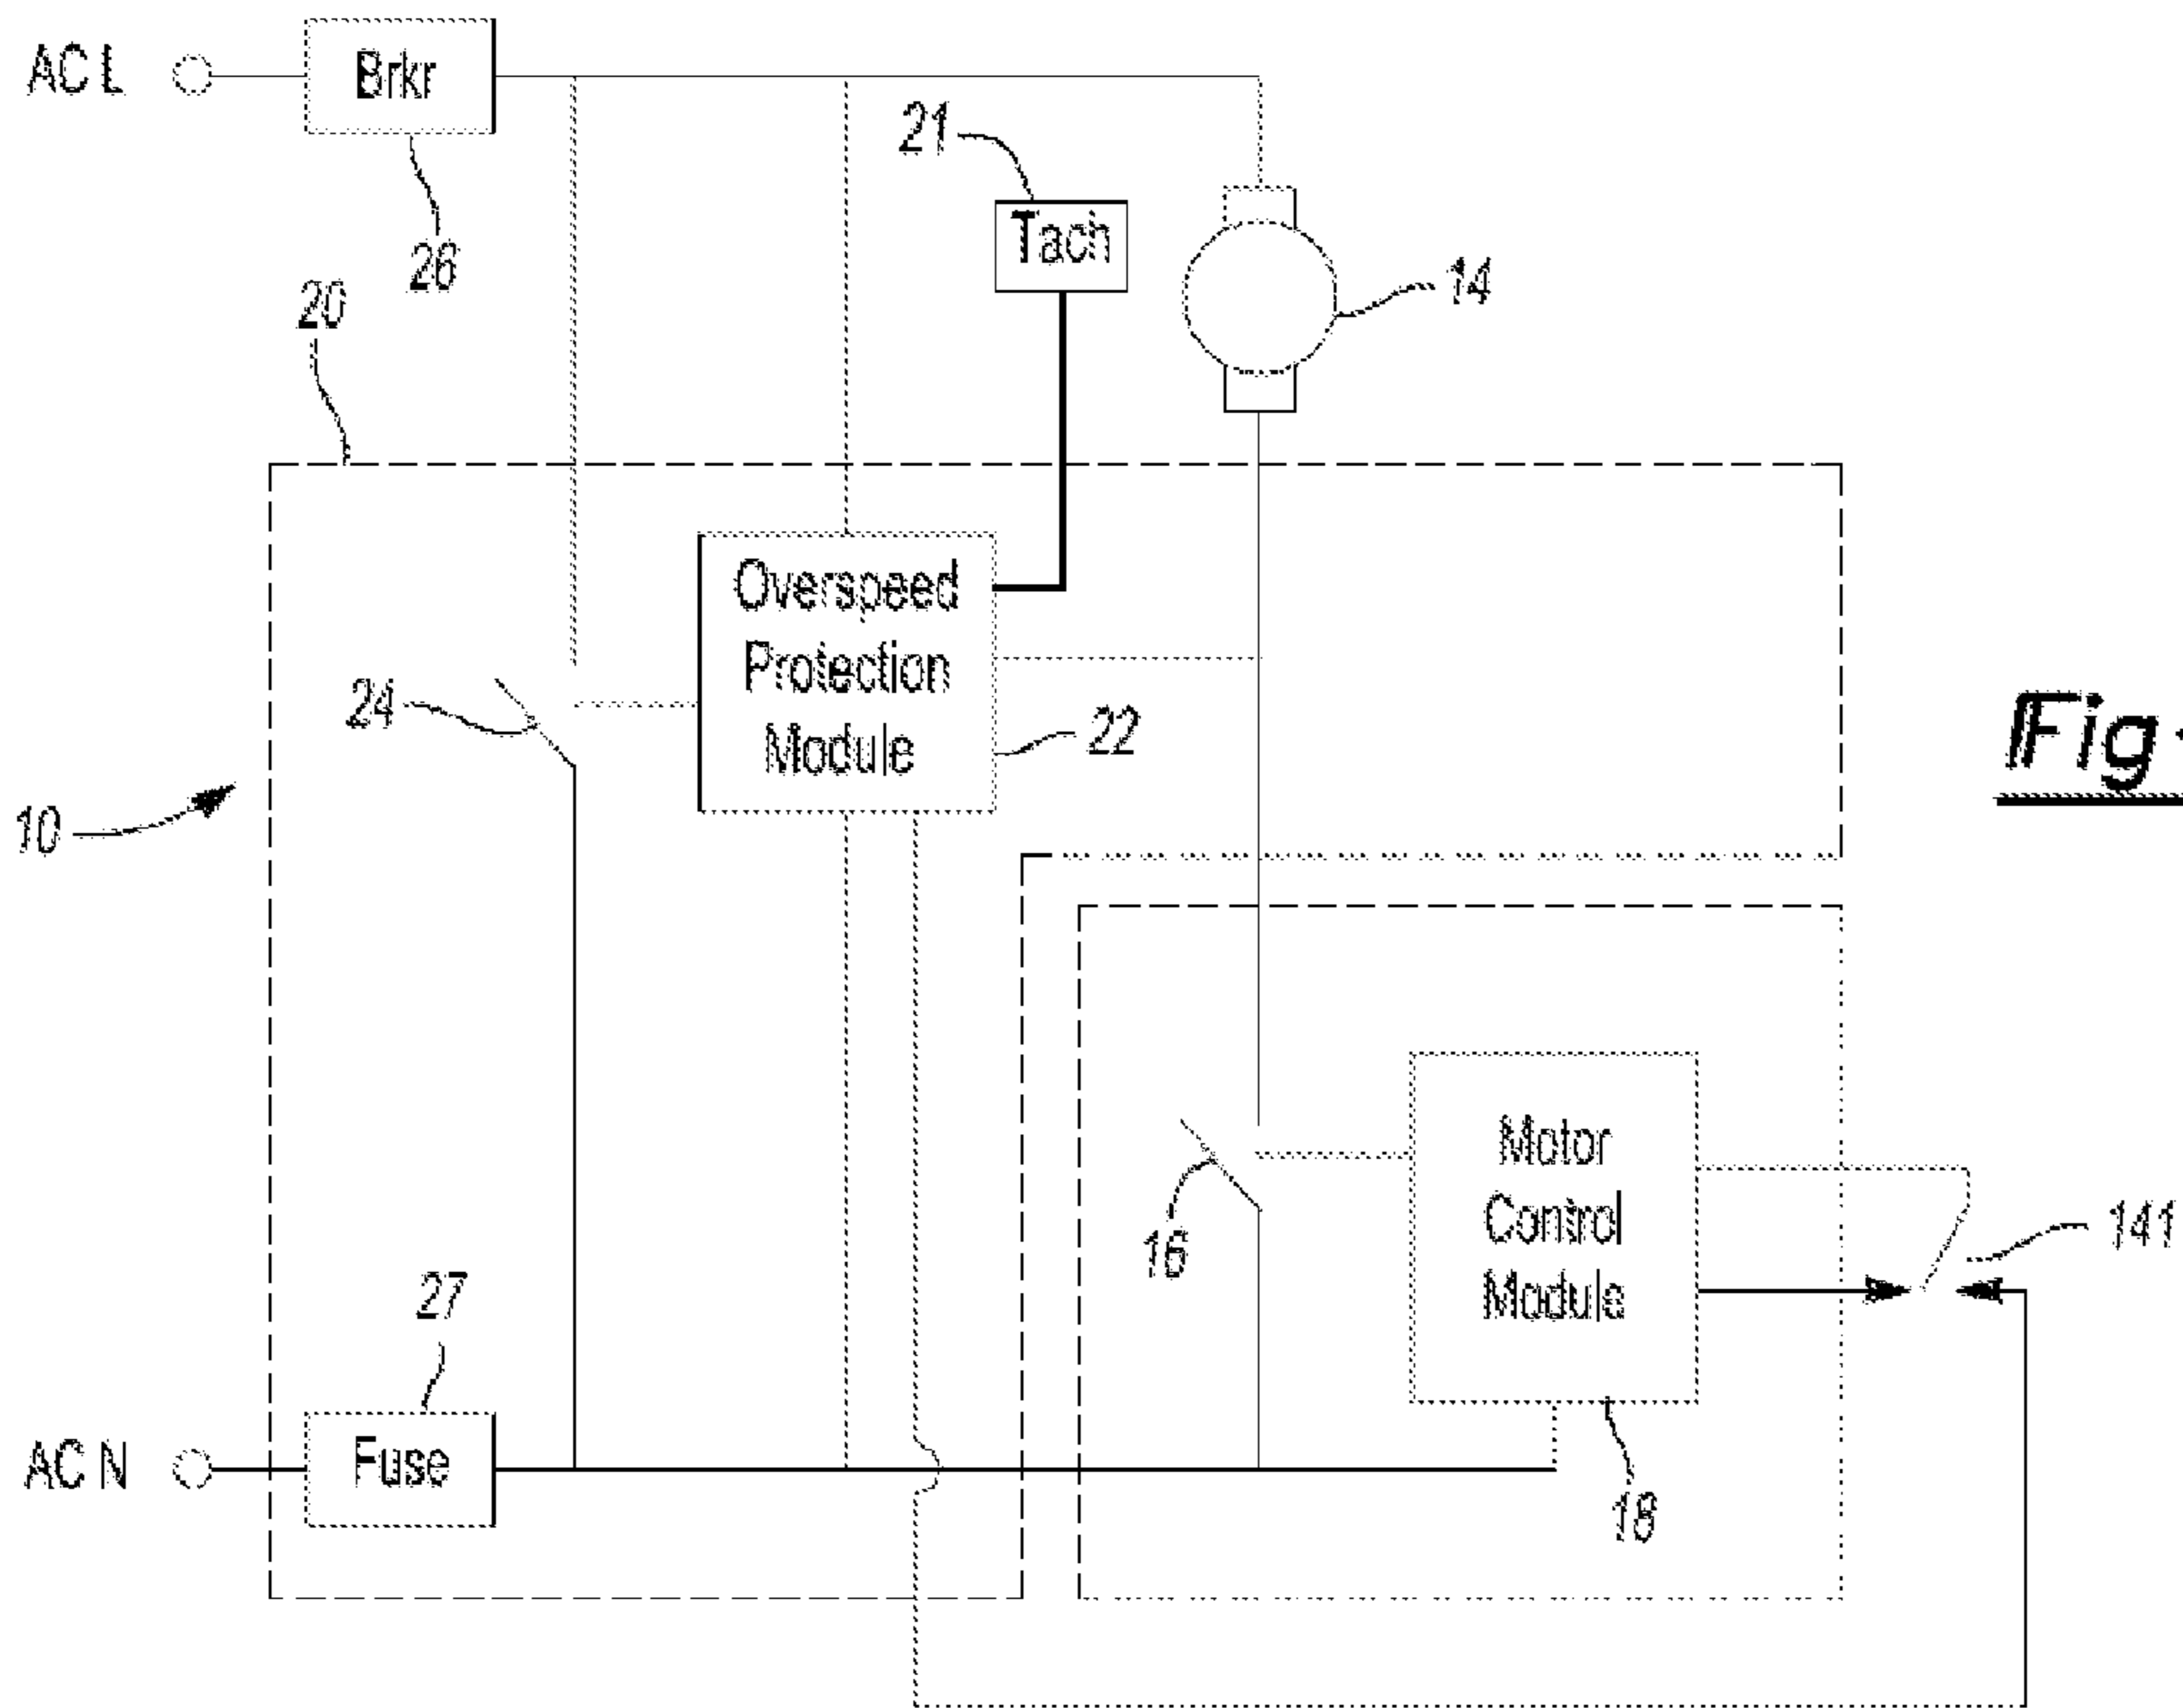 AC L
Brkr
26
21
Tach
14
20
Overspeed
Protection
Module
24
22
Fig
10
Motor
Control
Module
16
141
27
AC N
Fuse
18